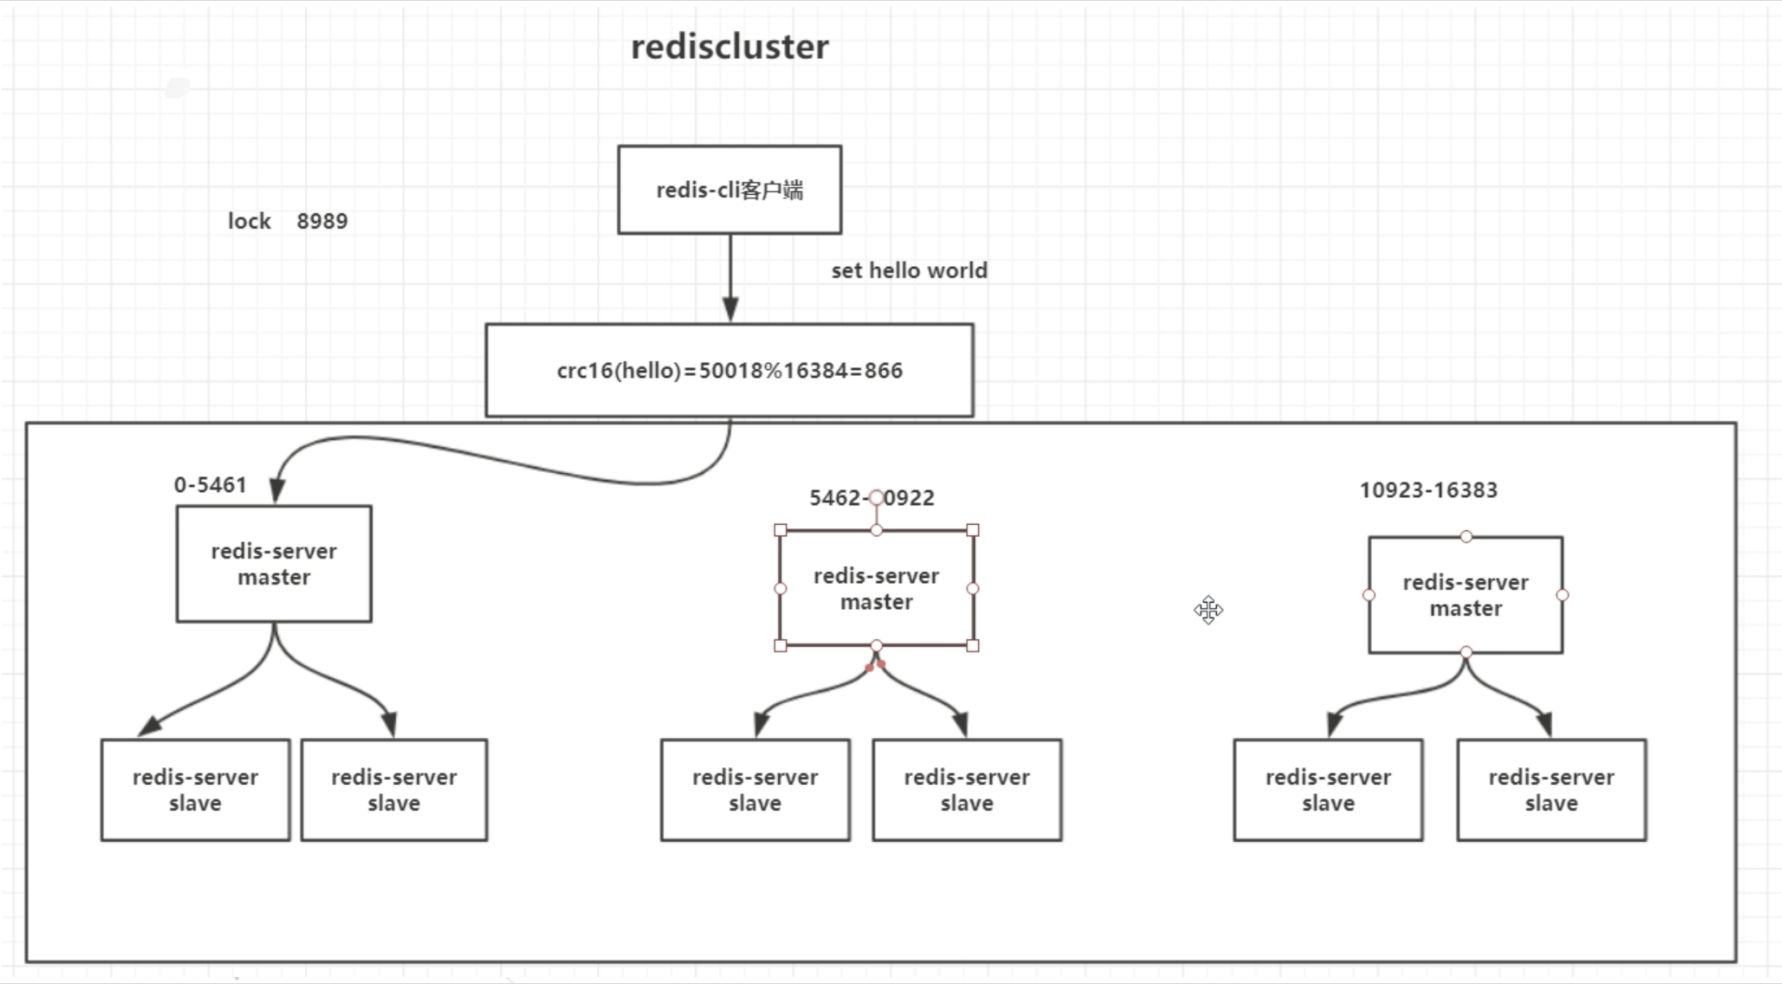 rediscluster
redis-cli客户端
lock 8989
set hello world
crc16(hello)=50018%16384=866
0-5461
5462- 0922
10923-16383
redis-server
master
redis-server
master
redis-server
master
redis-server
slave
redis-server
slave
redis-server
slave
redis-server
slave
redis-server
slave
redis-server
slave